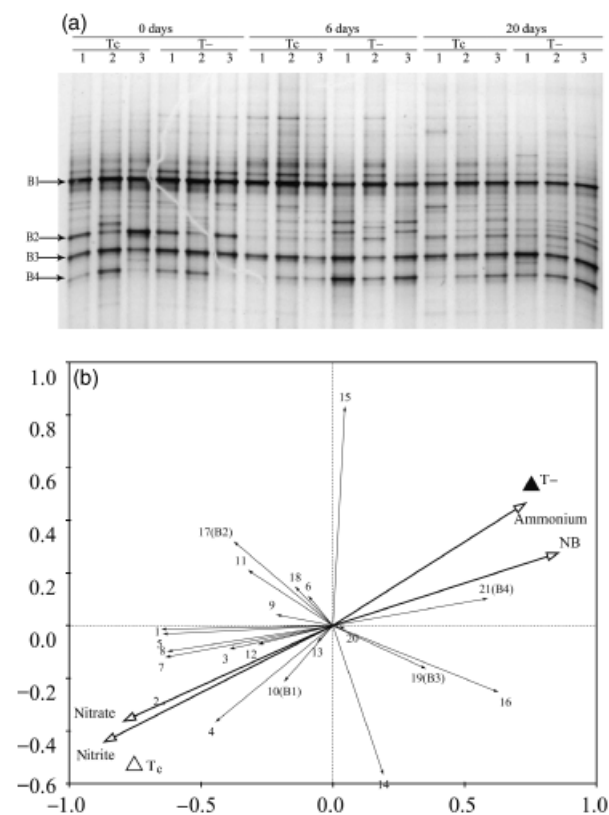 (a)
0 days 6 days 20 days
Tc T− Tc T− Tc T−
1 2 3 1 2 3 1 2 3 1 2 3 1 2 3 1 2 3
B1
B2
B3
B4
(b)
1.0
0.8
0.6
0.4
0.2
0.0
−0.2
−0.4
−0.6
15
T−
Ammonium
NB
17(B2)
11
18
6
21(B4)
9
1
5
8
7
3
12
13
20
19(B3)
16
10(B1)
2
4
Nitrate
Nitrite
Tc
14
−1.0 −0.5 0.0 0.5 1.0